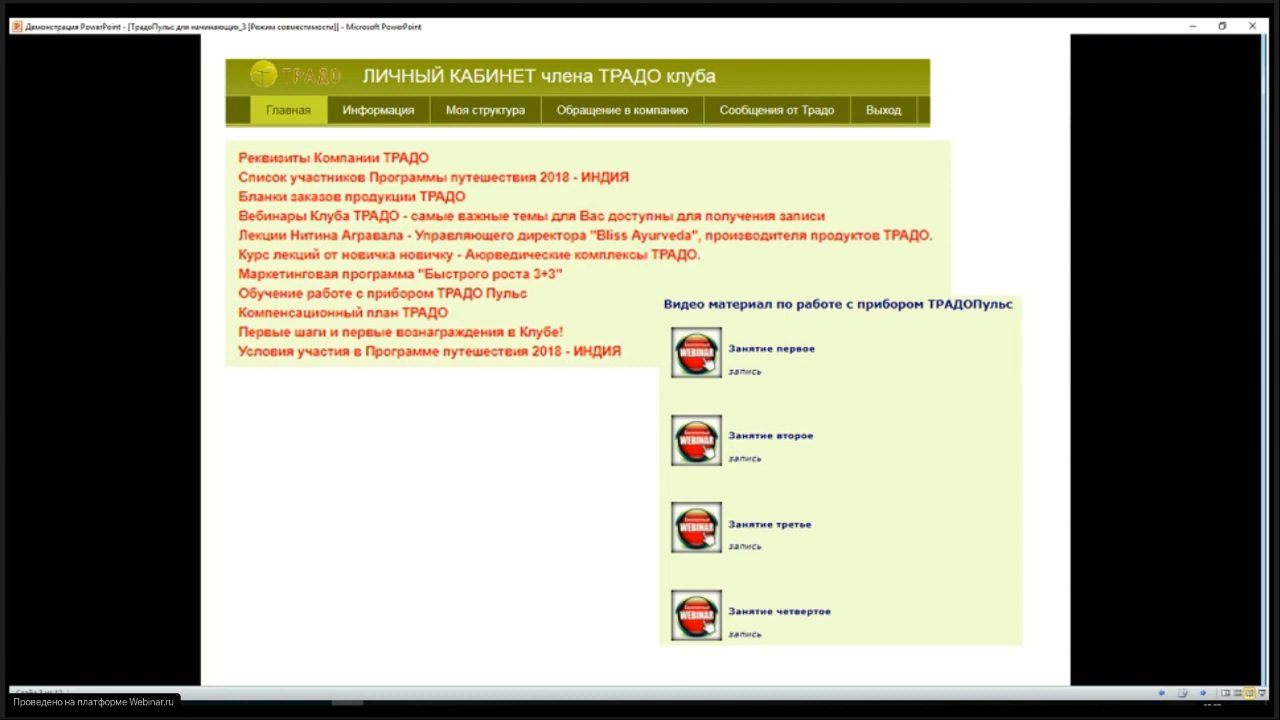 Демонстрация PowerPoint - [ТрадоПульс для начинающих_3 [Режим совместимости]] - Microsoft PowerPoint
ТРАДО
ЛИЧНЫЙ КАБИНЕТ члена ТРАДО клуба
Главная Информация Моя структура Обращение в компанию Сообщения от Традо Выход
Реквизиты Компании ТРАДО
Список участников Программы путешествия 2018 - ИНДИЯ
Бланки заказов продукции ТРАДО
Вебинары Клуба ТРАДО - самые важные темы для Вас доступны для получения записи
Лекции Нитина Агравала - Управляющего директора "Bliss Ayurveda", производителя продуктов ТРАДО.
Курс лекций от новичка новичку - Аюрведические комплексы ТРАДО.
Маркетинговая программа "Быстрого роста 3+3"
Обучение работе с прибором ТРАДО Пульс
Компенсационный план ТРАДО
Первые шаги и первые вознаграждения в Клубе!
Условия участия в Программе путешествия 2018 - ИНДИЯ
Видео материал по работе с прибором ТРАДОПульс
WEBINAR
Занятие первое
запись
WEBINAR
Занятие второе
запись
WEBINAR
Занятие третье
запись
WEBINAR
Занятие четвертое
запись
Проведено на платформе Webinar.ru